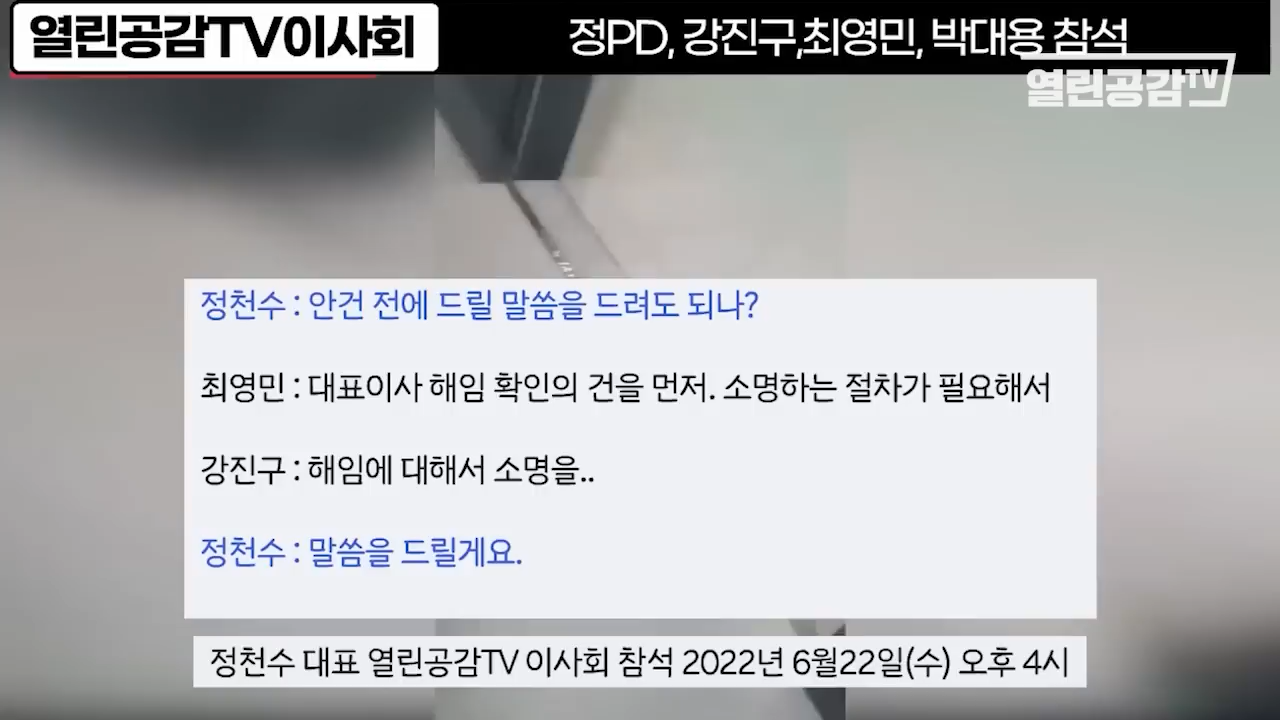 열린공감TV이사회
정PD, 강진구,최영민, 박대용 참석
열린공감TV
정천수 : 안건 전에 드릴 말씀을 드려도 되나?
최영민 : 대표이사 해임 확인의 건을 먼저. 소명하는 절차가 필요해서
강진구 : 해임에 대해서 소명을..
정천수 : 말씀을 드릴게요.
정천수 대표 열린공감TV 이사회 참석 2022년 6월22일(수) 오후 4시